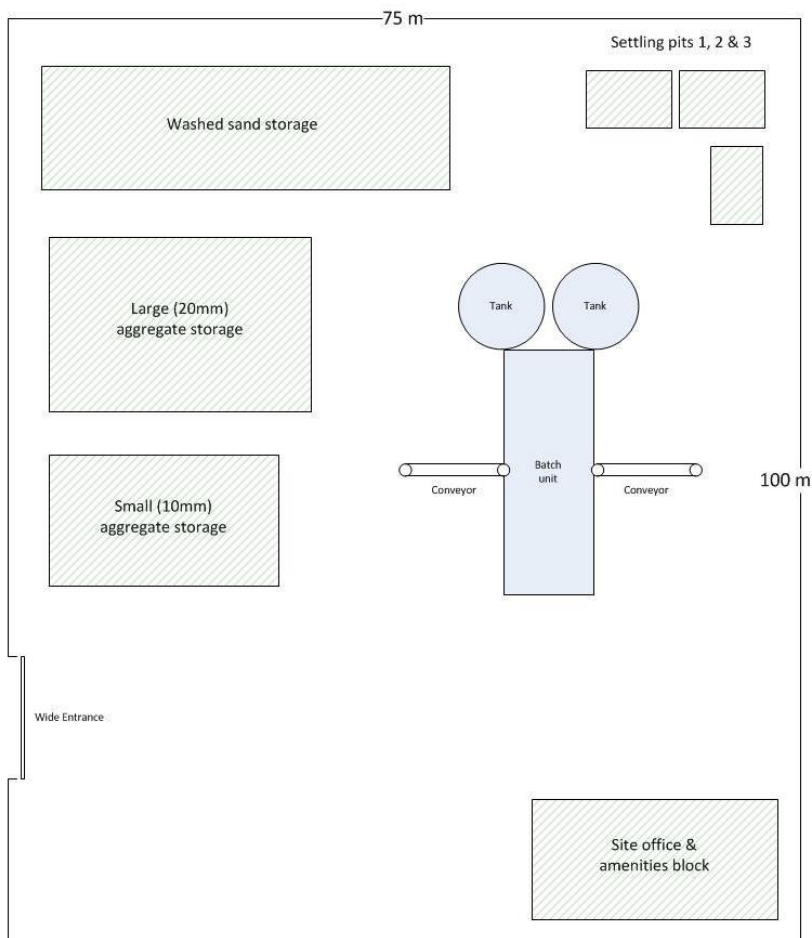 75 m
Settling pits 1, 2 & 3
Washed sand storage
Large (20mm)
aggregate storage
Tank
Tank
Batch
unit
Conveyor
Conveyor
100 m
Small (10mm)
aggregate storage
Wide Entrance
Site office &
amenities block